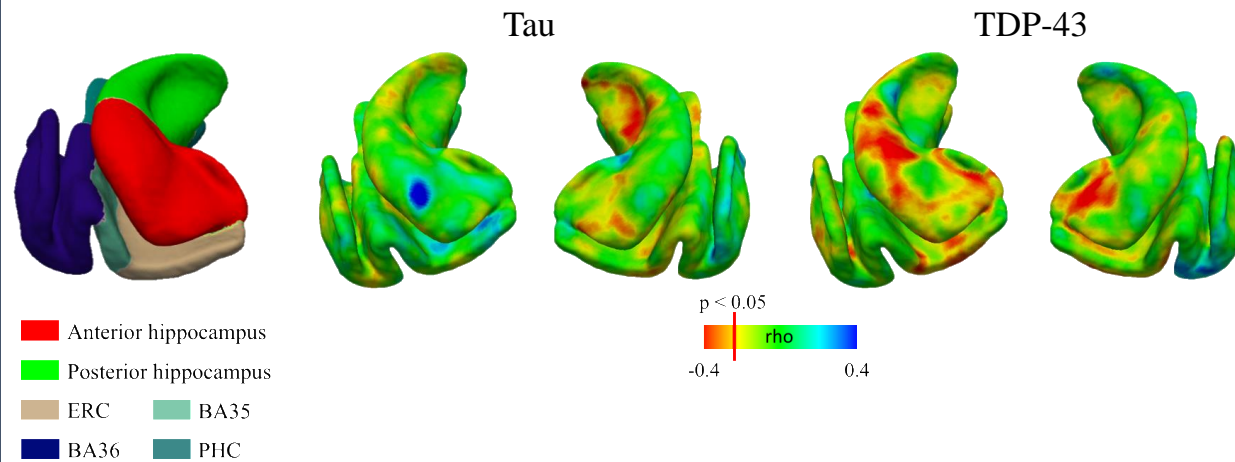 Tau
TDP-43
p < 0.05
rho
-0.4
0.4
Anterior hippocampus
Posterior hippocampus
ERC
BA35
BA36
PHC